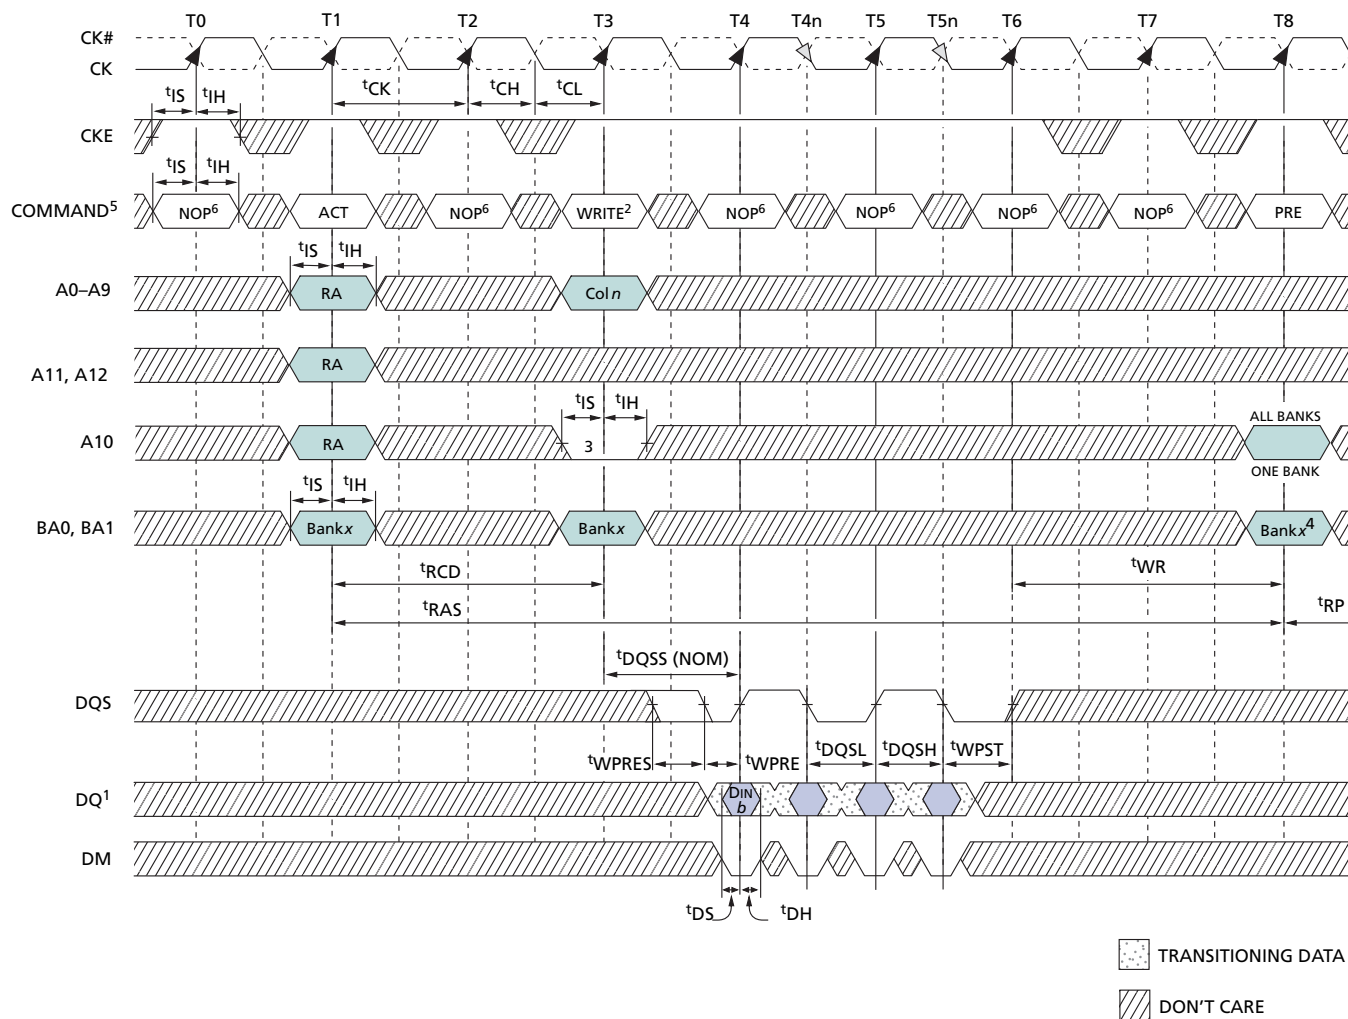 T0 T1 T2 T3 T4 T4n T5 T5n T6 T7 T8
CK#
CK
tCK tCH tCL
tIS tIH
CKE
tIS tIH
COMMAND5 NOP6 ACT NOP6 WRITE2 NOP6 NOP6 NOP6 NOP6 PRE
tIS tIH
A0–A9 RA Col n
A11, A12 RA
tIS tIH
ALL BANKS
A10 RA 3
ONE BANK
tIS tIH
BA0, BA1 Bank x Bank x Bank x4
tRCD tWR
tRAS tRP
tDQSS (NOM)
DQS
tWPRES tWPRE tDQSL tDQSH tWPST
DQ1 DIN
b
DM
tDS tDH
TRANSITIONING DATA
DON'T CARE